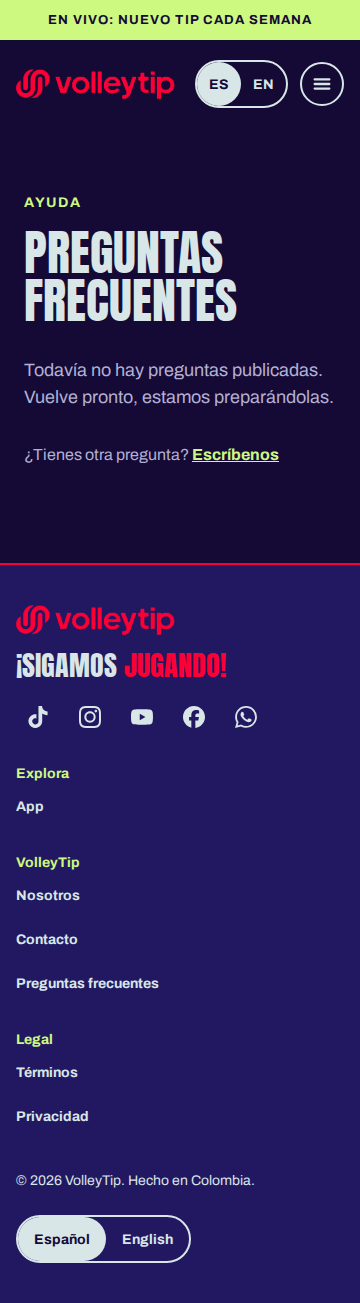 EN VIVO: NUEVO TIP CADA SEMANA
volleytip
ES EN
AYUDA
PREGUNTAS
FRECUENTES
Todavía no hay preguntas publicadas.
Vuelve pronto, estamos preparándolas.
¿Tienes otra pregunta? Escríbenos
volleytip
¡SIGAMOS JUGANDO!
Explora
App
VolleyTip
Nosotros
Contacto
Preguntas frecuentes
Legal
Términos
Privacidad
© 2026 VolleyTip. Hecho en Colombia.
Español English